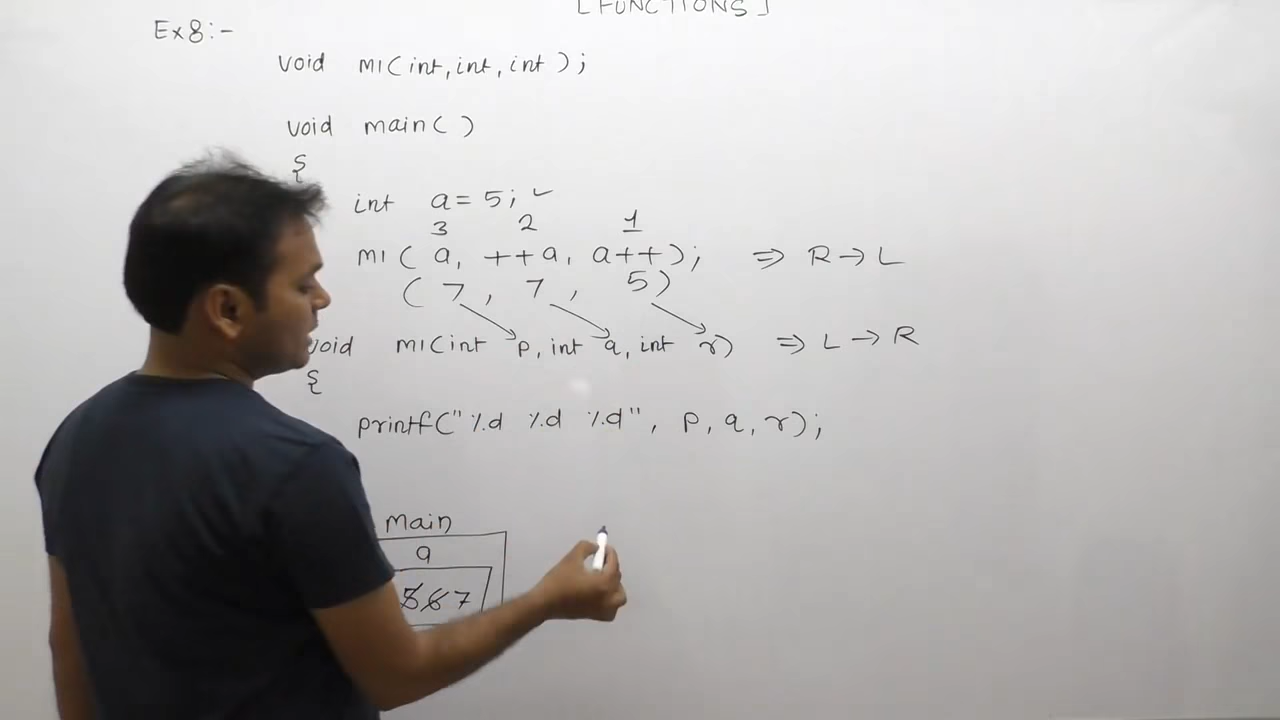 [FUNCTIONS]
Ex8:-
void m1(int,int,int);
void main( )
{
int a=5; ✓
3 2 1
m1( a, ++a, a++); ⇒ R→L
( 7, 7, 5)
void m1(int p, int q, int r) ⇒ L→R
{
printf("%d %d %d", p, q, r);
Main
a
5 6 7